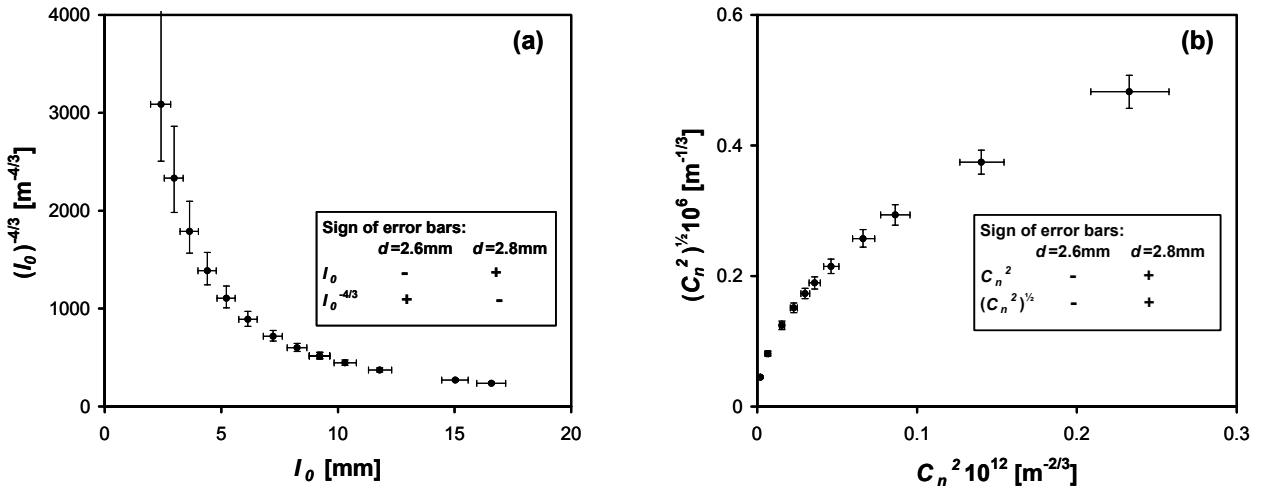 (a)
4000
3000
2000
1000
0
(l₀)⁻⁴/³ [m⁻⁴/³]
Sign of error bars:
d=2.6mm d=2.8mm
l₀ - +
l₀⁻⁴/³ + -
0 5 10 15 20
l₀ [mm]
(b)
0.6
0.4
0.2
0
(Cₙ²)^½10⁶ [m⁻¹/³]
Sign of error bars:
d=2.6mm d=2.8mm
Cₙ² - +
(Cₙ²)^½ - +
0 0.1 0.2 0.3
Cₙ²10¹² [m⁻²/³]